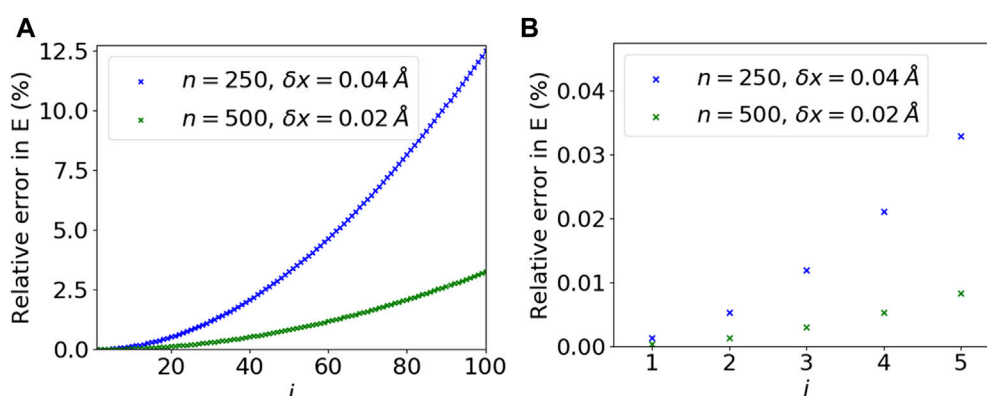 A
Relative error in E (%)
12.5
10.0
7.5
5.0
2.5
0.0
n = 250, δx = 0.04 Å
n = 500, δx = 0.02 Å
20 40 60 80 100
B
Relative error in E (%)
0.04
0.03
0.02
0.01
0.00
n = 250, δx = 0.04 Å
n = 500, δx = 0.02 Å
1 2 3 4 5